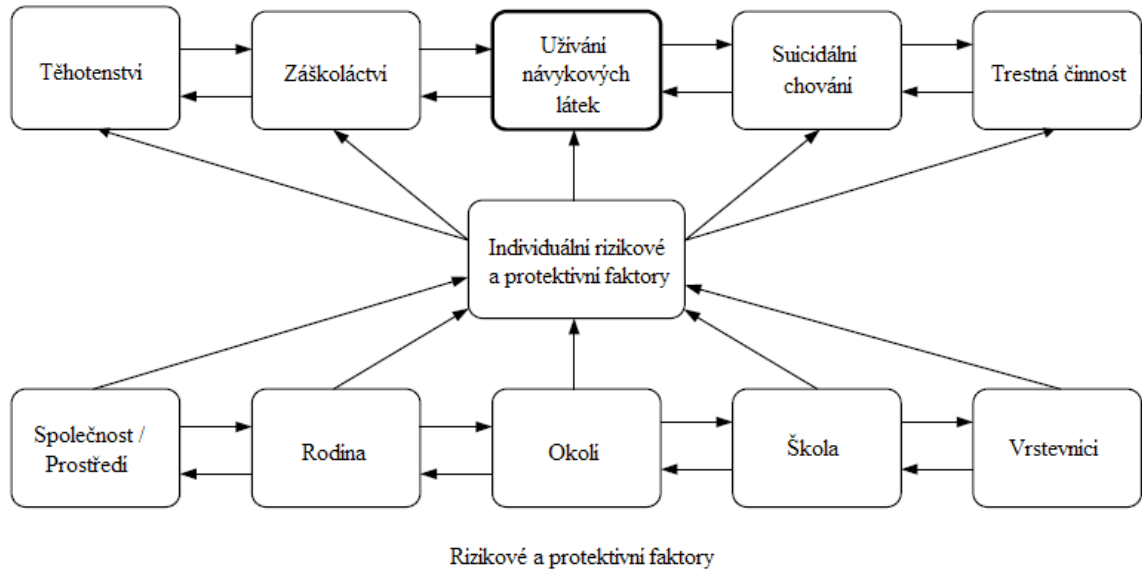 Těhotenství
Záškoláctví
Užívání
návykových
látek
Suicidální
chování
Trestná činnost
Individuální rizikové
a protektivní faktory
Společnost /
Prostředí
Rodina
Okolí
Škola
Vrstevníci
Rizikové a protektivní faktory